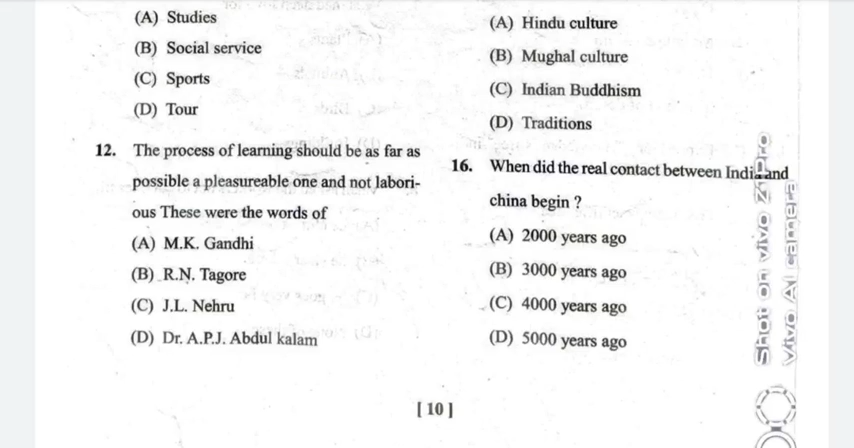 (A) Studies
(B) Social service
(C) Sports
(D) Tour
12. The process of learning should be as far as
possible a pleasureable one and not labori-
ous These were the words of
(A) M.K. Gandhi
(B) R.N. Tagore
(C) J.L. Nehru
(D) Dr. A.P.J. Abdul kalam
(A) Hindu culture
(B) Mughal culture
(C) Indian Buddhism
(D) Traditions
16. When did the real contact between India and
china begin ?
(A) 2000 years ago
(B) 3000 years ago
(C) 4000 years ago
(D) 5000 years ago
[ 10 ]
Shot on vivo Z1Pro
Vivo AI camera